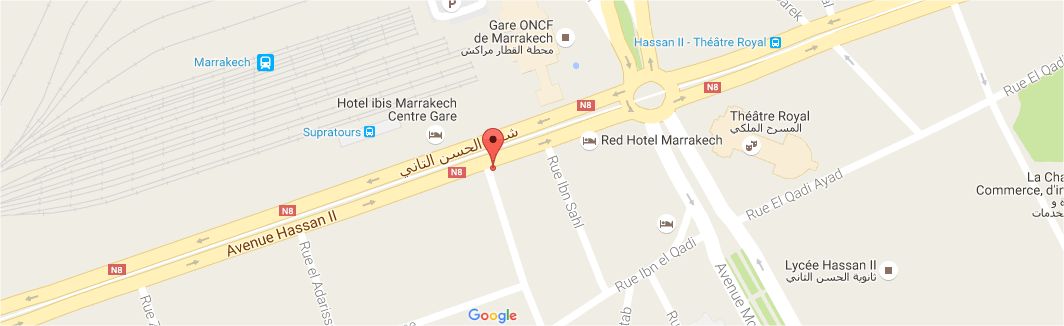 P
Gare ONCF
de Marrakech
محطة القطار مراكش
Hassan II - Théâtre Royal
Marrakech
Rue El Qadi
N8
N8
Hotel ibis Marrakech
Centre Gare
Supratours
Théâtre Royal
المسرح الملكي
Red Hotel Marrakech
الحسن الثاني
N8
Rue Ibn Sahl
Rue El Qadi Ayad
La Cha
Commerce, d'in
N8
Avenue Hassan II
Rue Ibn el Qadi
Lycée Hassan II
ثانوية الحسن الثاني
N8
Rue el Adariss
Avenue Mo
Rue
Google